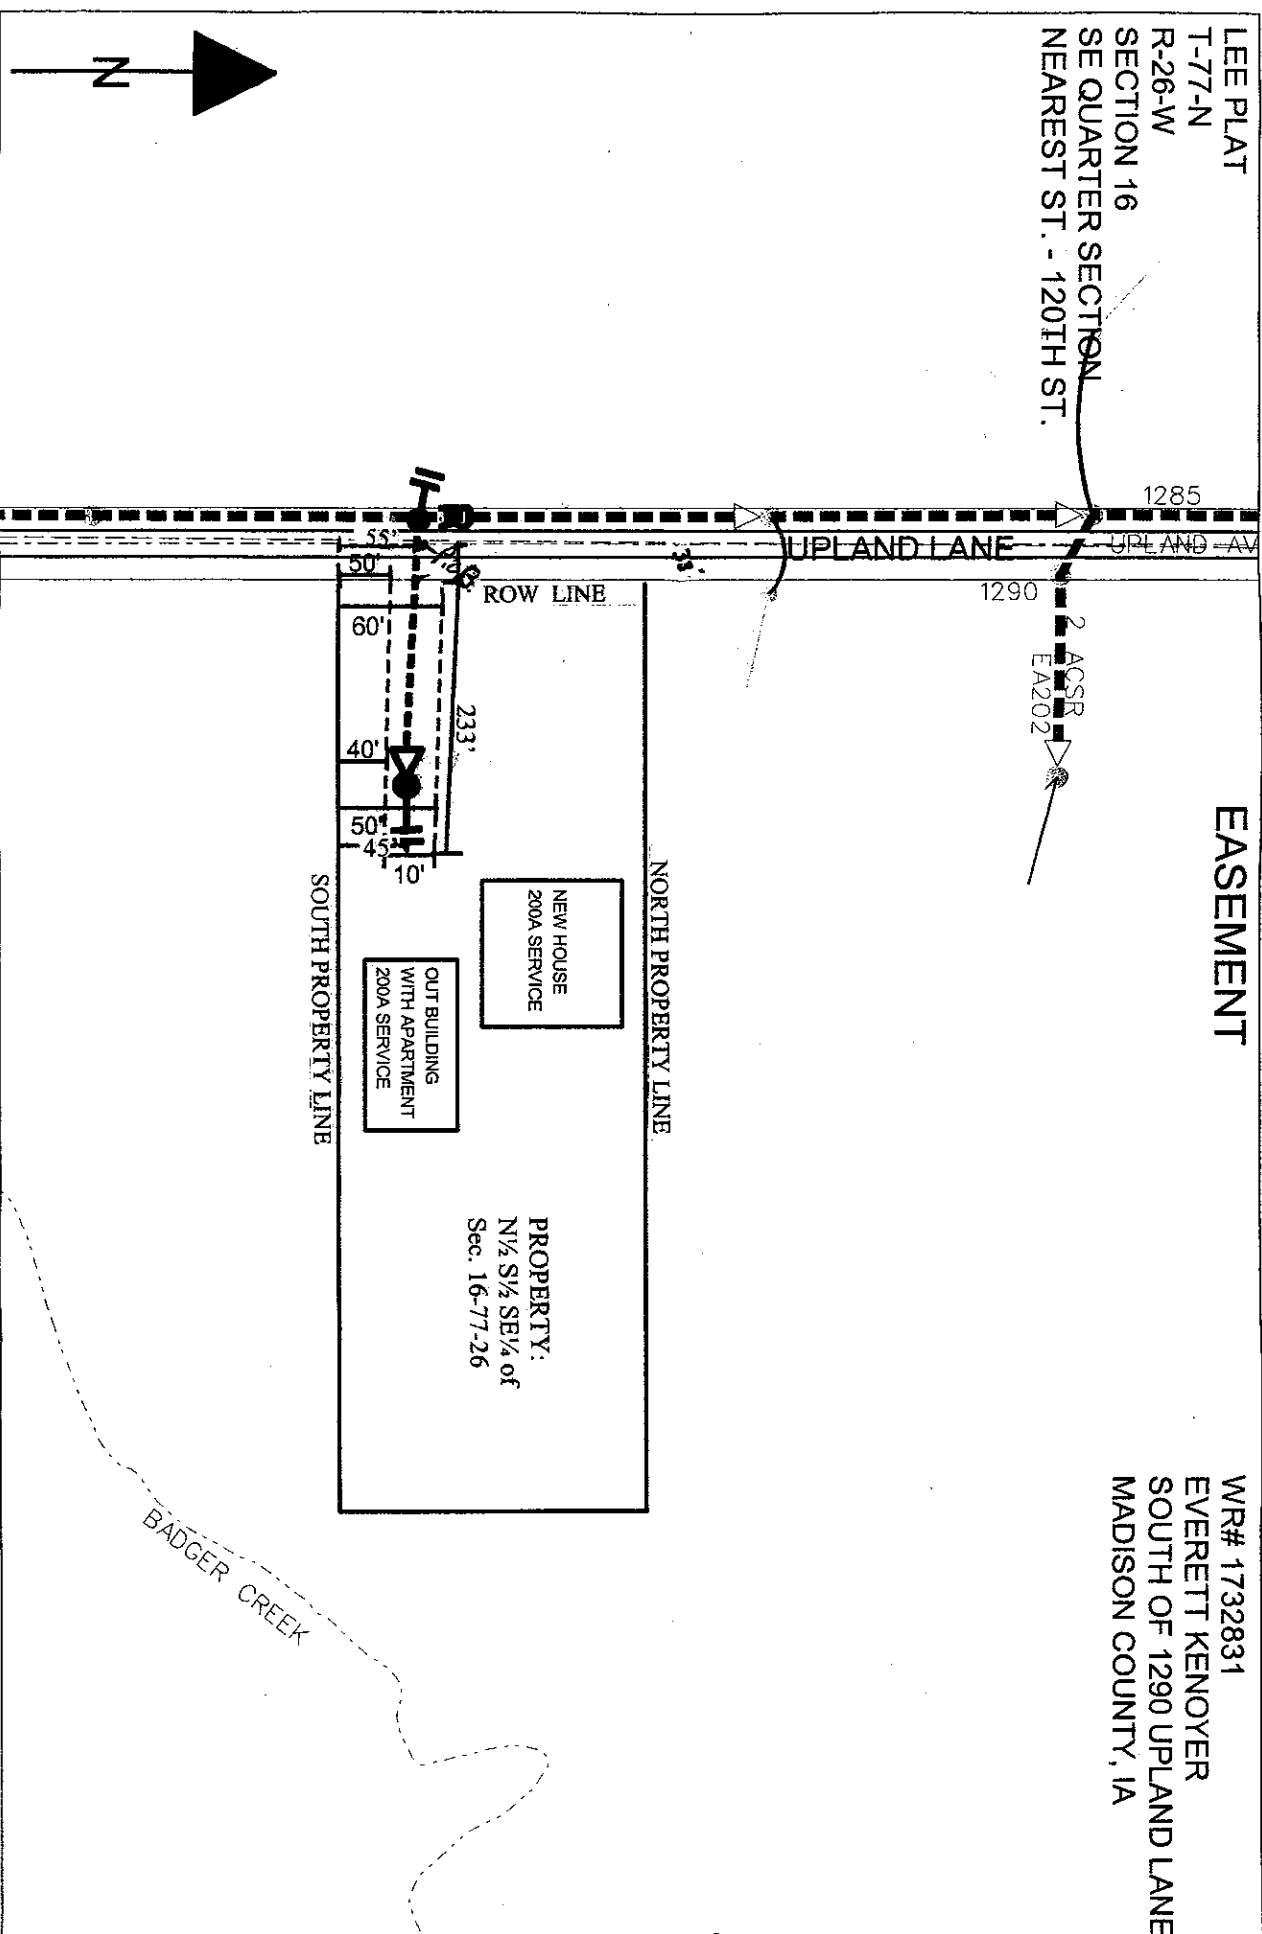 LEE PLAT
T-77-N
R-26-W
SECTION 16
SE QUARTER SECTION
NEAREST ST. - 120TH ST.
EASEMENT
WR# 1732831
EVERETT KENOYER
SOUTH OF 1290 UPLAND LANE
MADISON COUNTY, IA
N
1285
UPLAND AV
UPLAND LANE
1290
2 ACSR
EA202
33'
ROW LINE
55'
50'
60'
233'
40'
50'
45'
10'
NORTH PROPERTY LINE
NEW HOUSE
200A SERVICE
OUT BUILDING
WITH APARTMENT
200A SERVICE
SOUTH PROPERTY LINE
PROPERTY:
N½ S½ SE¼ of
Sec. 16-77-26
BADGER CREEK